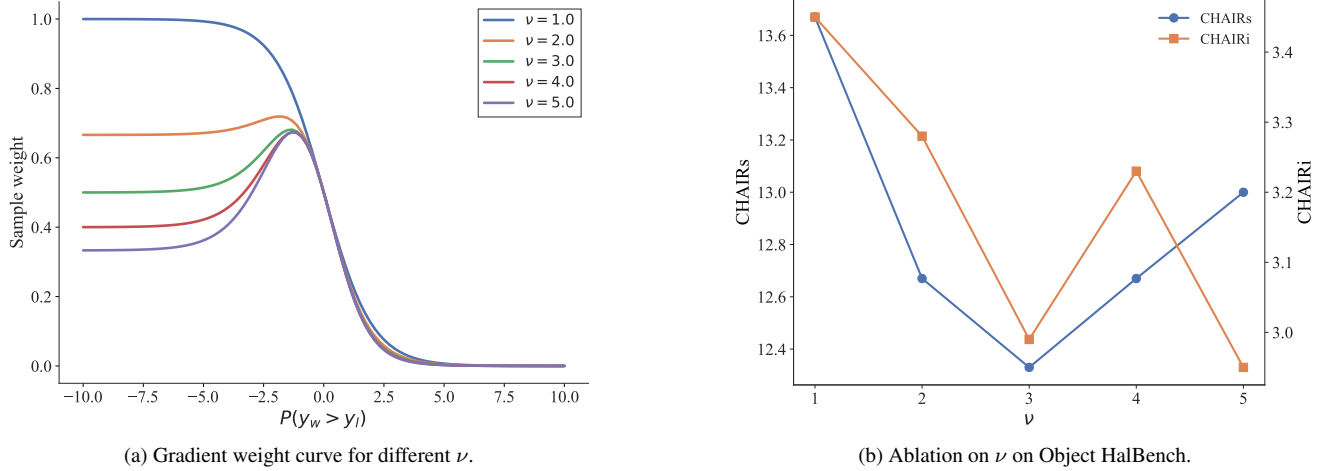 1.0
0.8
0.6
0.4
0.2
0.0
Sample weight
−10.0 −7.5 −5.0 −2.5 0.0 2.5 5.0 7.5 10.0
P(y_w > y_l)
ν = 1.0
ν = 2.0
ν = 3.0
ν = 4.0
ν = 5.0
(a) Gradient weight curve for different ν.
13.6
13.4
13.2
13.0
12.8
12.6
12.4
CHAIRs
CHAIRs
CHAIRi
3.4
3.3
3.2
3.1
3.0
CHAIRi
1 2 3 4 5
ν
(b) Ablation on ν on Object HalBench.